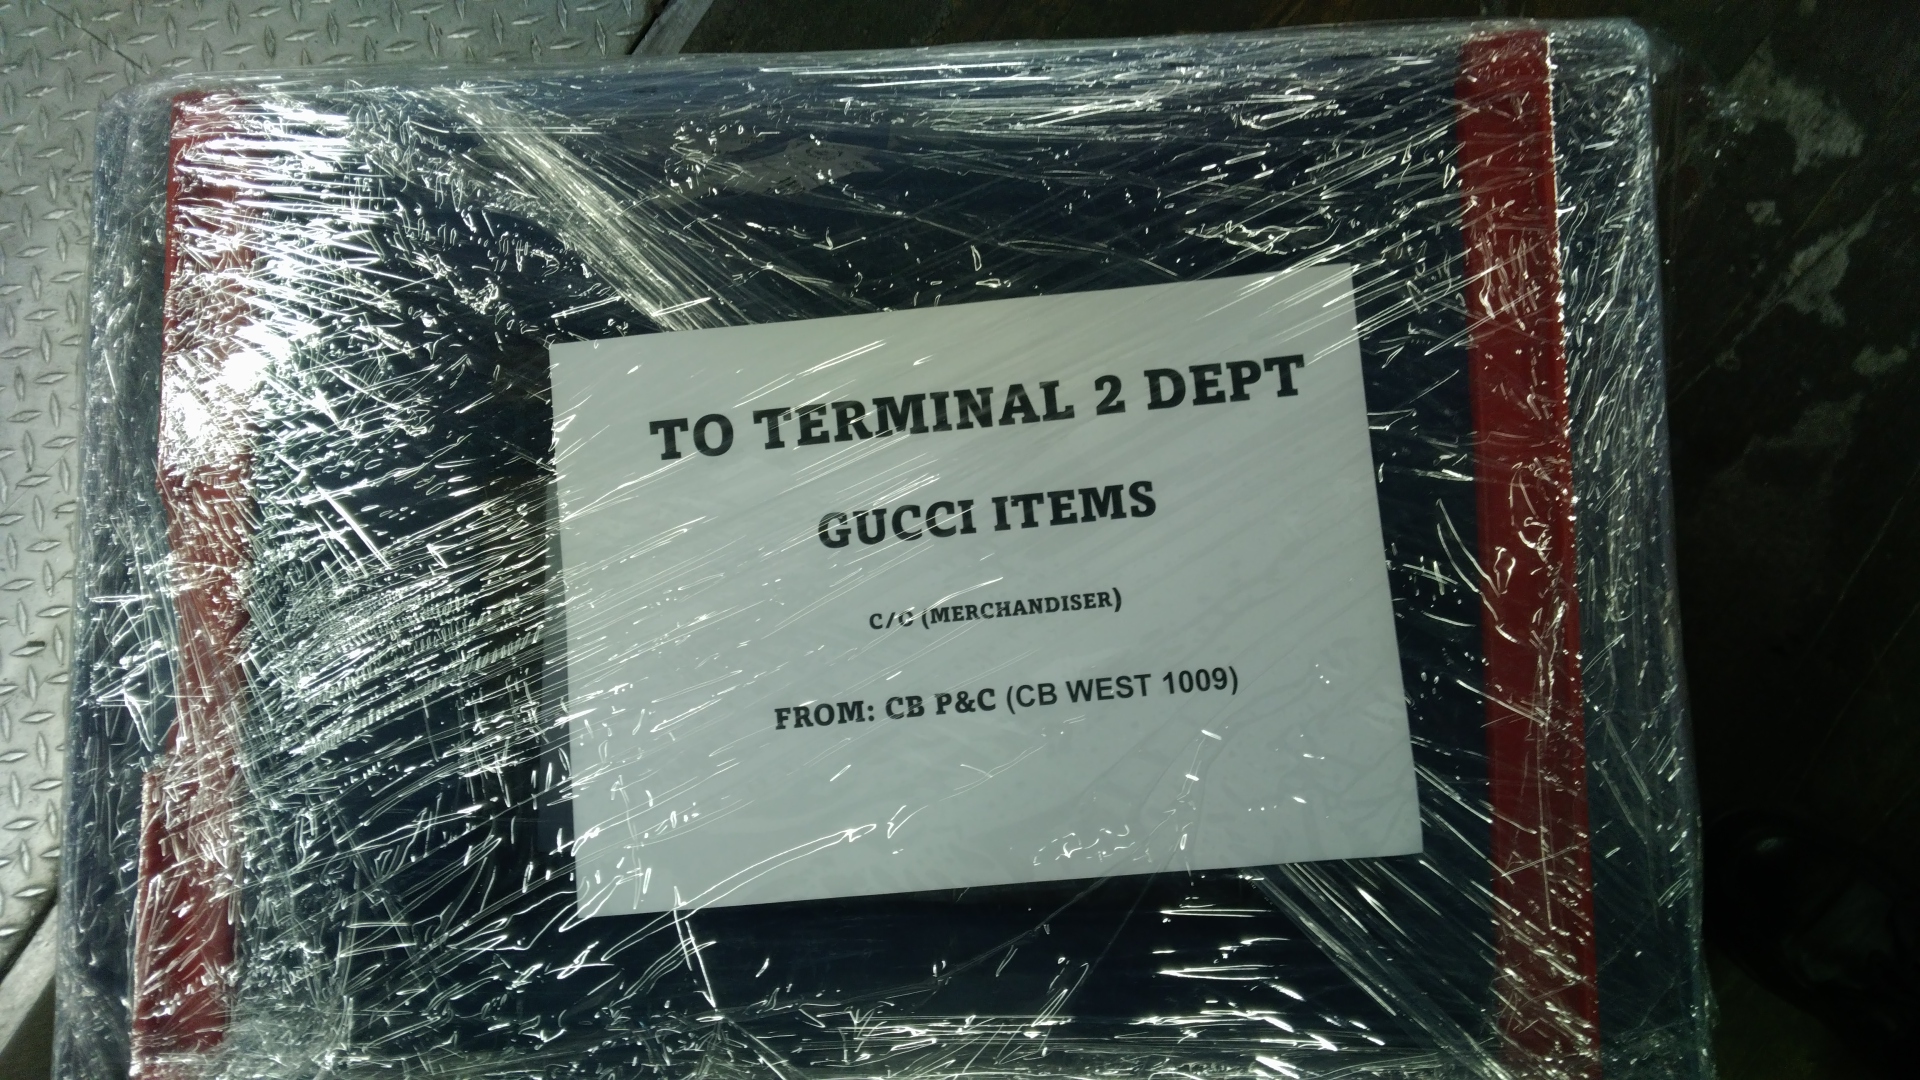 TO TERMINAL 2 DEPT
GUCCI ITEMS
C/O (MERCHANDISER)
FROM: CB P&C (CB WEST 1009)